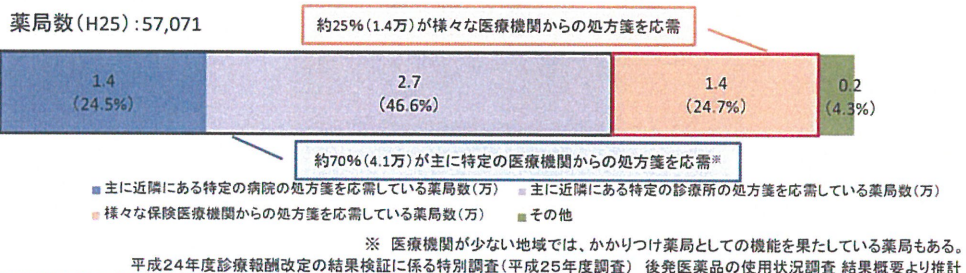 薬局数(H25):57,071
約25%(1.4万)が様々な医療機関からの処方箋を応需
1.4
(24.5%)
2.7
(46.6%)
1.4
(24.7%)
0.2
(4.3%)
約70%(4.1万)が主に特定の医療機関からの処方箋を応需※
主に近隣にある特定の病院の処方箋を応需している薬局数(万)
主に近隣にある特定の診療所の処方箋を応需している薬局数(万)
様々な保険医療機関からの処方箋を応需している薬局数(万)
その他
※ 医療機関が少ない地域では、かかりつけ薬局としての機能を果たしている薬局もある。
平成24年度診療報酬改定の結果検証に係る特別調査(平成25年度調査) 後発医薬品の使用状況調査 結果概要より推計